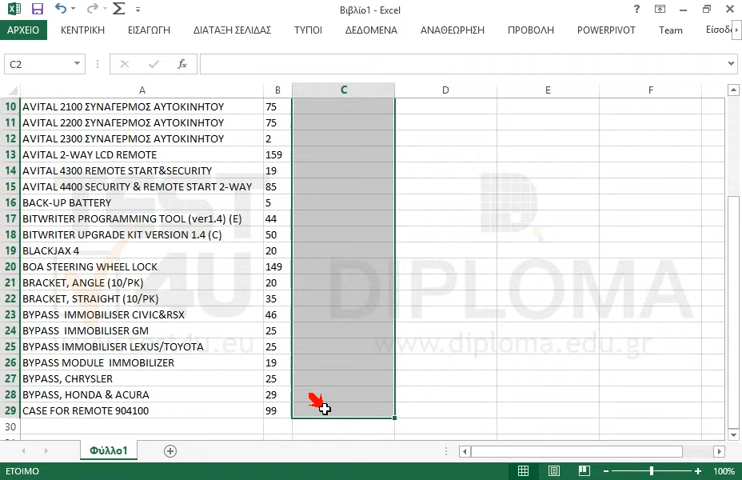 Βιβλίο1 - Excel
ΑΡΧΕΙΟ ΚΕΝΤΡΙΚΗ ΕΙΣΑΓΩΓΗ ΔΙΑΤΑΞΗ ΣΕΛΙΔΑΣ ΤΥΠΟΙ ΔΕΔΟΜΕΝΑ ΑΝΑΘΕΩΡΗΣΗ ΠΡΟΒΟΛΗ POWERPIVOT Team Είσοδο
C2 fx
A B C D E F
10 AVITAL 2100 ΣΥΝΑΓΕΡΜΟΣ ΑΥΤΟΚΙΝΗΤΟΥ 75
11 AVITAL 2200 ΣΥΝΑΓΕΡΜΟΣ ΑΥΤΟΚΙΝΗΤΟΥ 75
12 AVITAL 2300 ΣΥΝΑΓΕΡΜΟΣ ΑΥΤΟΚΙΝΗΤΟΥ 2
13 AVITAL 2-WAY LCD REMOTE 159
14 AVITAL 4300 REMOTE START&SECURITY 19
15 AVITAL 4400 SECURITY & REMOTE START 2-WAY 85
16 BACK-UP BATTERY 5
17 BITWRITER PROGRAMMING TOOL (ver1.4) (E) 44
18 BITWRITER UPGRADE KIT VERSION 1.4 (C) 50
19 BLACKJAX 4 20
20 BOA STEERING WHEEL LOCK 149
21 BRACKET, ANGLE (10/PK) 20
22 BRACKET, STRAIGHT (10/PK) 35
23 BYPASS IMMOBILISER CIVIC&RSX 46
24 BYPASS IMMOBILISER GM 25
25 BYPASS IMMOBILISER LEXUS/TOYOTA 25
26 BYPASS MODULE IMMOBILIZER 19
27 BYPASS, CHRYSLER 25
28 BYPASS, HONDA & ACURA 29
29 CASE FOR REMOTE 904100 99
30
TEST
4U
DIPLOMA
www.diploma.edu.gr
Φύλλο1
ΕΤΟΙΜΟ 100%